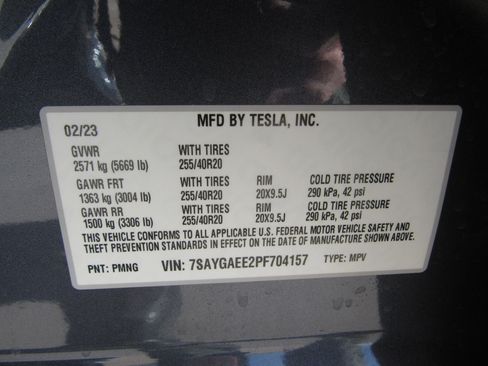 02/23 MFD BY TESLA, INC.
GVWR WITH TIRES
2571 kg (5669 lb) 255/40R20
GAWR FRT WITH TIRES RIM COLD TIRE PRESSURE
1363 kg (3004 lb) 255/40R20 20X9.5J 290 kPa, 42 psi
GAWR RR WITH TIRES RIM COLD TIRE PRESSURE
1500 kg (3306 lb) 255/40R20 20X9.5J 290 kPa, 42 psi
THIS VEHICLE CONFORMS TO ALL APPLICABLE U.S. FEDERAL MOTOR VEHICLE SAFETY AND
THEFT PREVENTION STANDARDS IN EFFECT ON THE DATE OF MANUFACTURE SHOWN ABOVE.
PNT: PMNG VIN: 7SAYGAEE2PF704157 TYPE: MPV